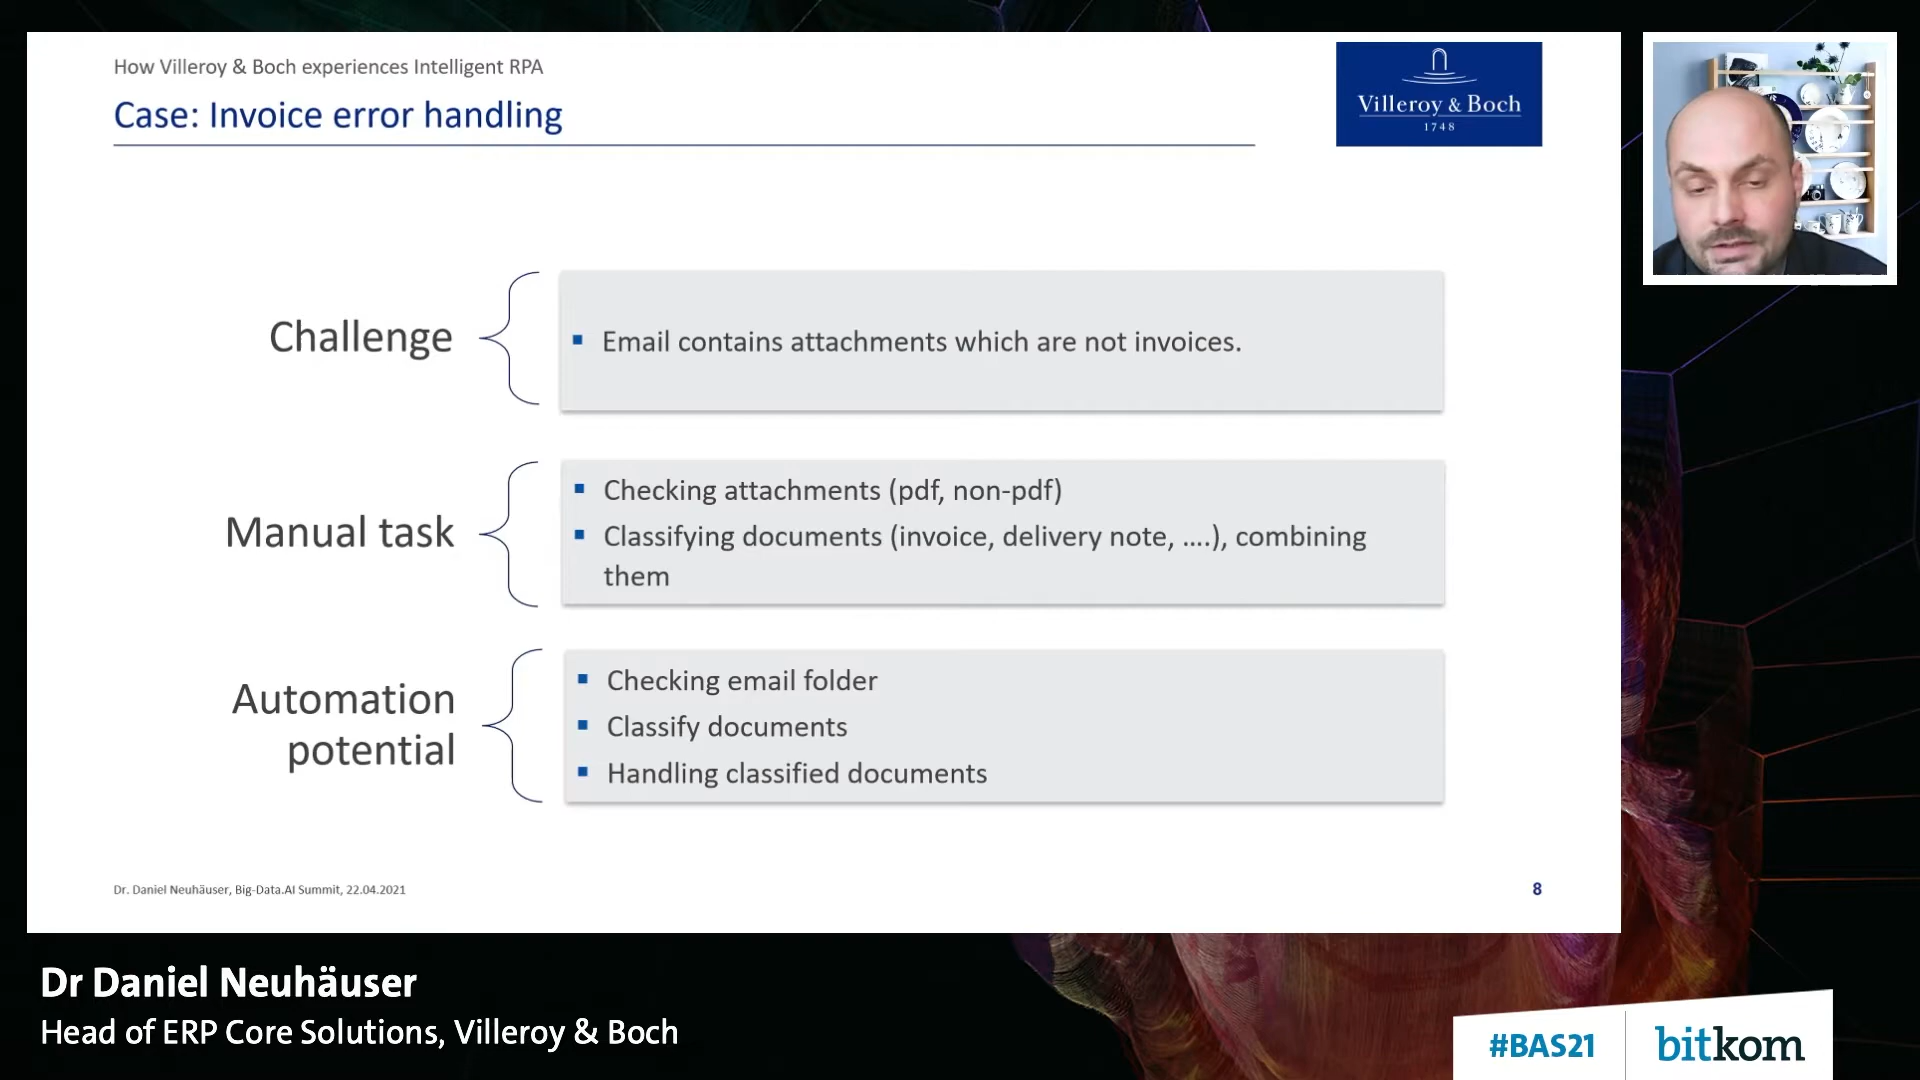 How Villeroy & Boch experiences Intelligent RPA
Case: Invoice error handling
Villeroy & Boch
1748
Challenge
▪ Email contains attachments which are not invoices.
Manual task
▪ Checking attachments (pdf, non-pdf)
▪ Classifying documents (invoice, delivery note, ....), combining
them
Automation
potential
▪ Checking email folder
▪ Classify documents
▪ Handling classified documents
Dr. Daniel Neuhäuser, Big-Data.AI Summit, 22.04.2021
8
Dr Daniel Neuhäuser
Head of ERP Core Solutions, Villeroy & Boch
#BAS21
bitkom